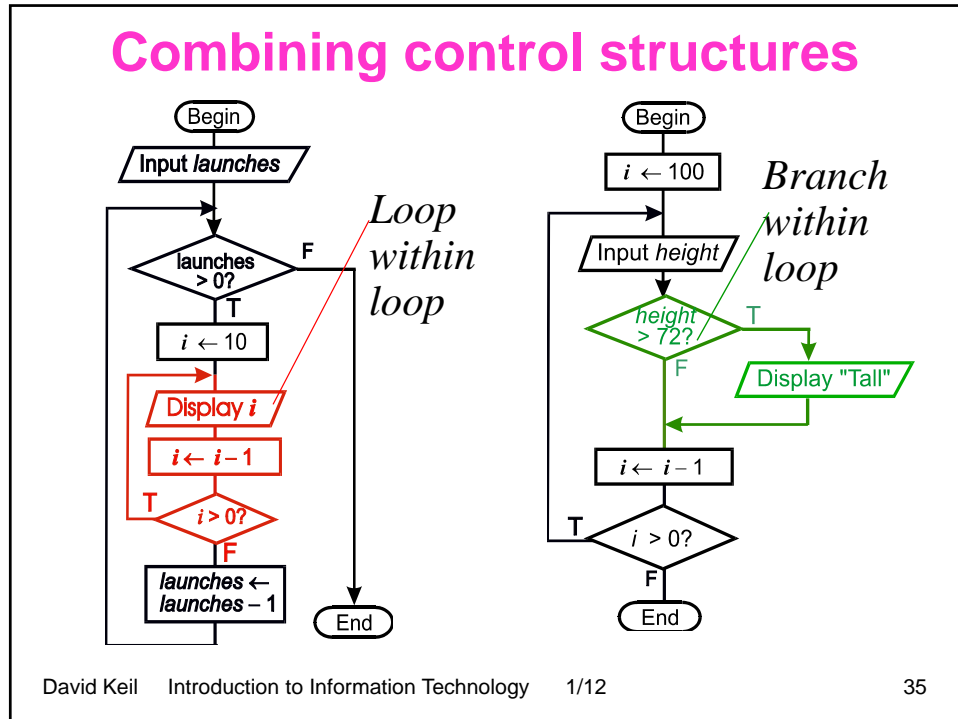 Combining control structures
Begin
Input launches
launches
> 0?
F
T
i ← 10
Display i
i ← i – 1
T
i > 0?
F
launches ←
launches – 1
End
Loop
within
loop
Begin
i ← 100
Input height
height
> 72?
T
F
Display "Tall"
i ← i – 1
T
i > 0?
F
End
Branch
within
loop
David Keil Introduction to Information Technology 1/12 35